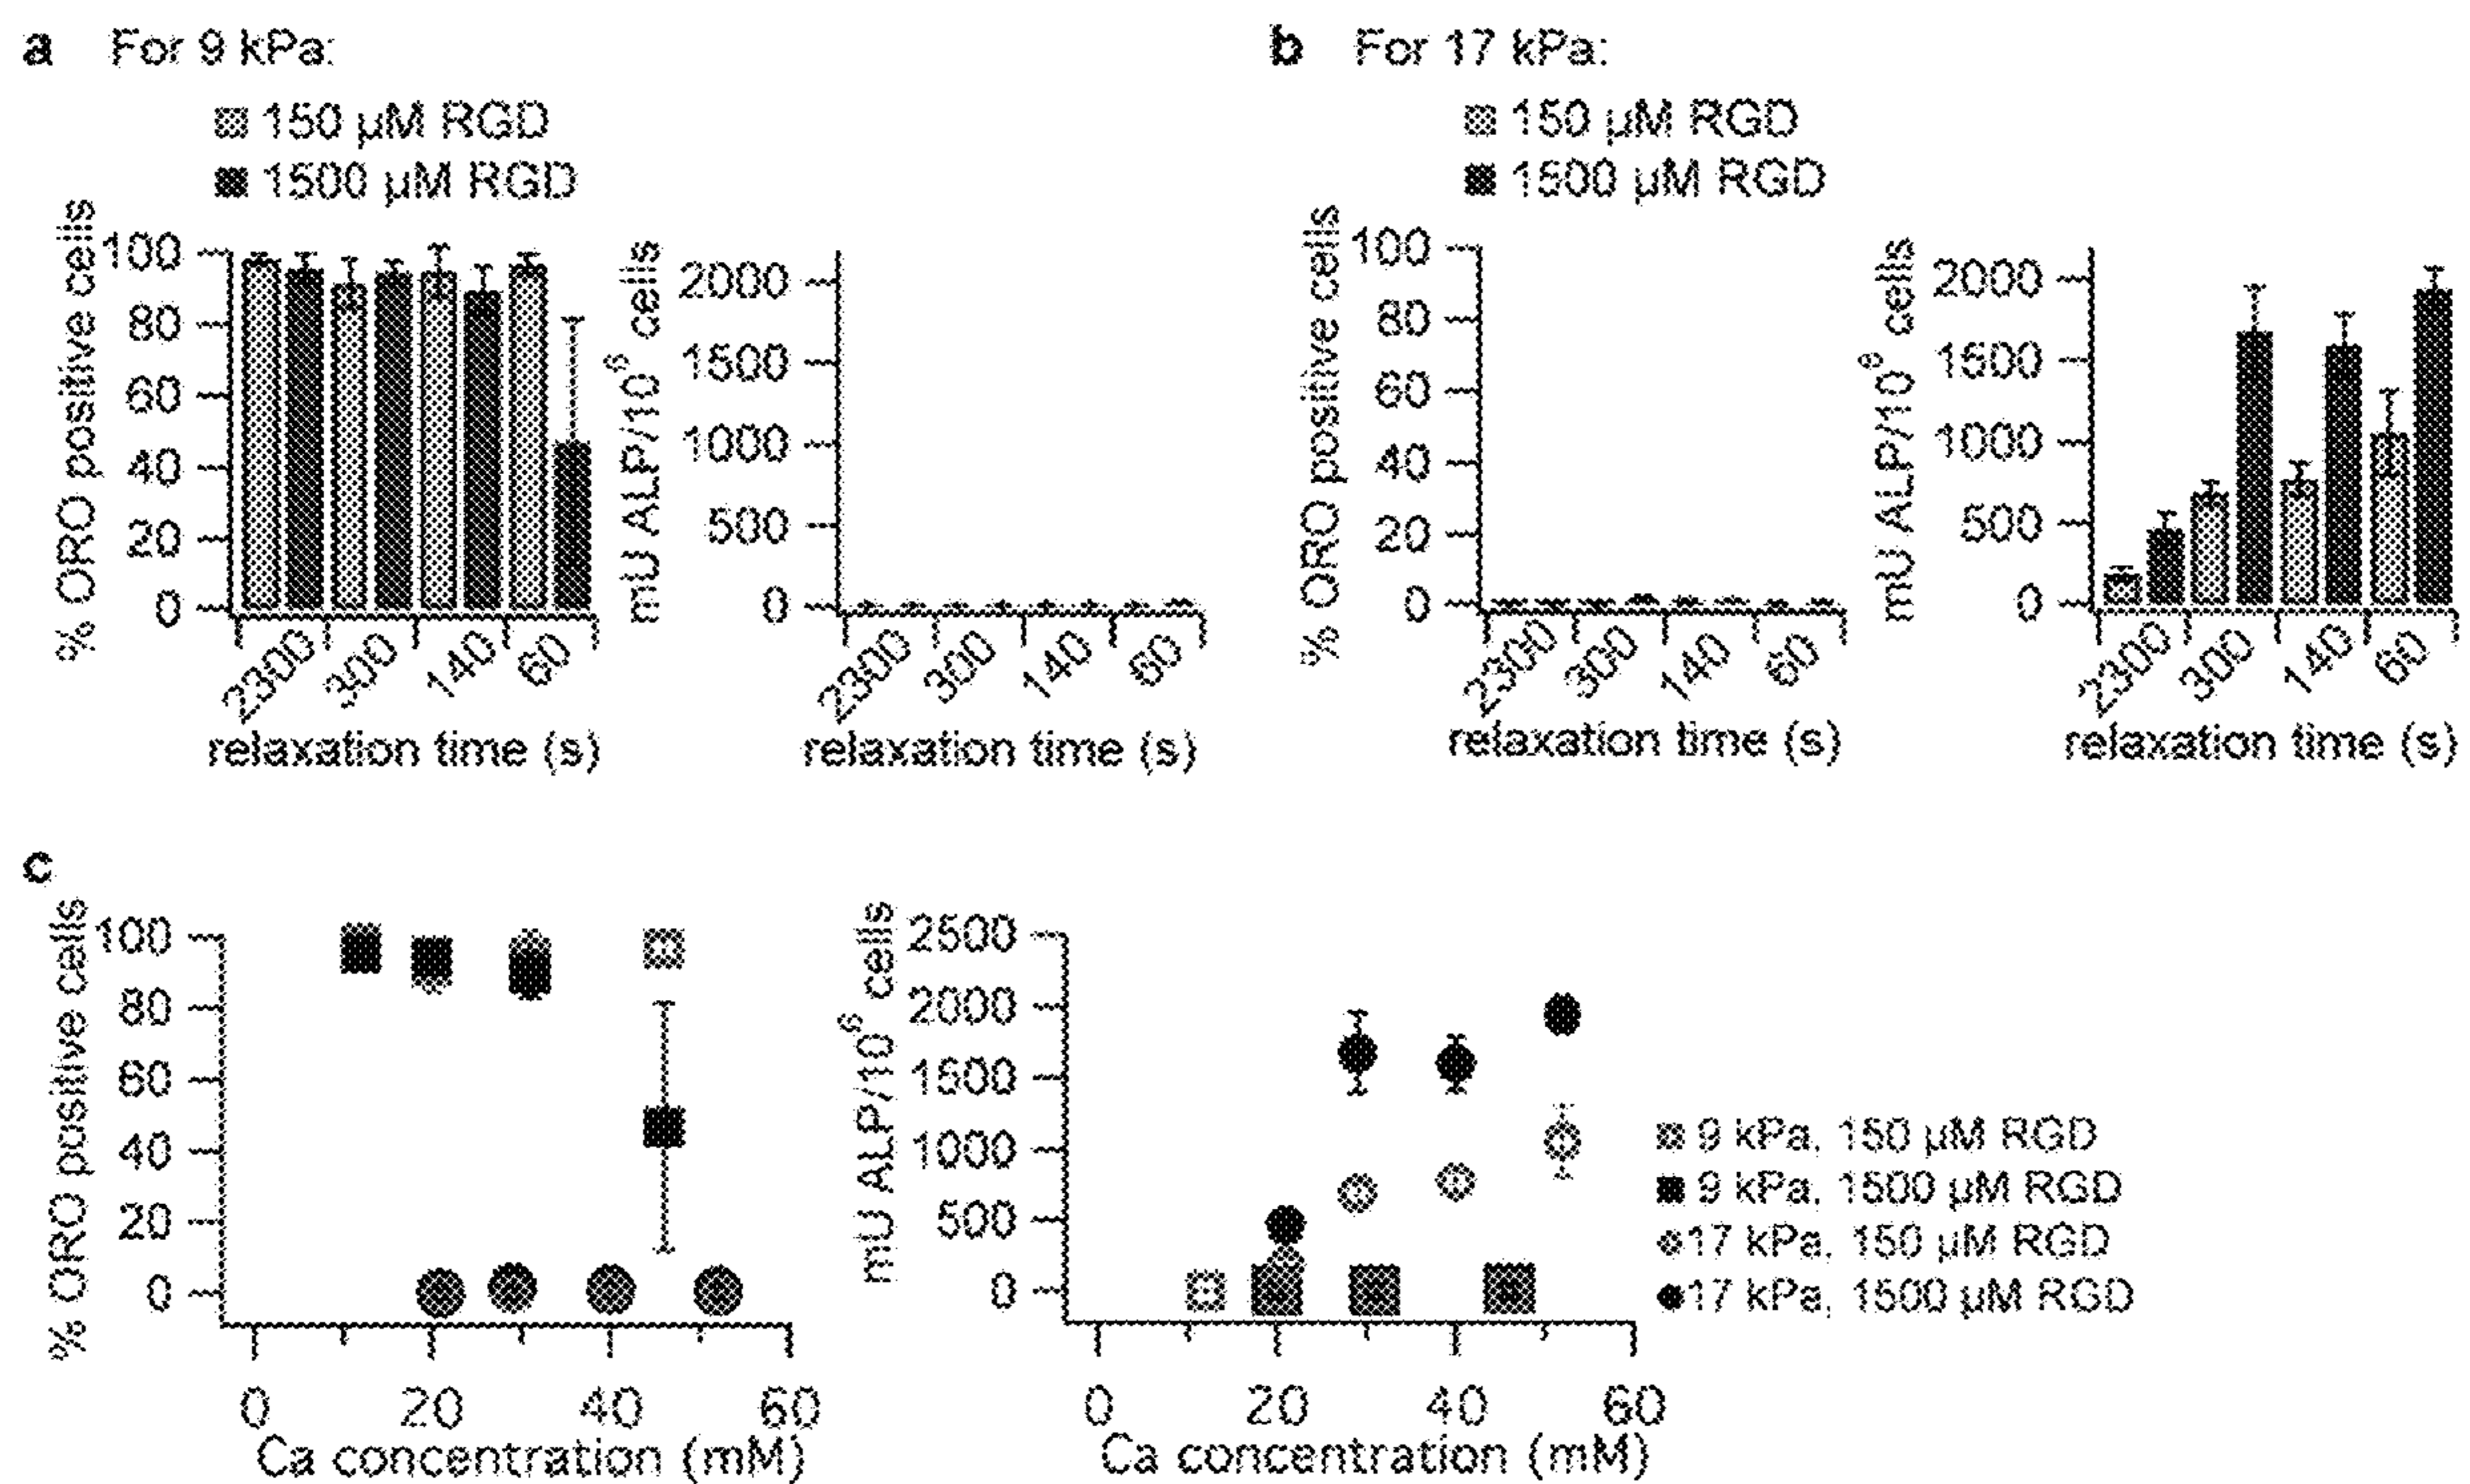 a For 9 kPa:
150 µM RGD
1500 µM RGD
% ORO positive cells
100
80
60
40
20
0
2300
300
140
60
relaxation time (s)
mU ALP/10⁶ cells
2000
1500
1000
500
0
2300
300
140
60
relaxation time (s)
b For 17 kPa:
150 µM RGD
1500 µM RGD
% ORO positive cells
100
80
60
40
20
0
2300
300
140
60
relaxation time (s)
mU ALP/10⁶ cells
2000
1500
1000
500
0
2300
300
140
60
relaxation time (s)
c
% ORO positive cells
100
80
60
40
20
0
0 20 40 60
Ca concentration (mM)
mU ALP/10⁶ cells
2500
2000
1500
1000
500
0
0 20 40 60
Ca concentration (mM)
9 kPa, 150 µM RGD
9 kPa, 1500 µM RGD
17 kPa, 150 µM RGD
17 kPa, 1500 µM RGD